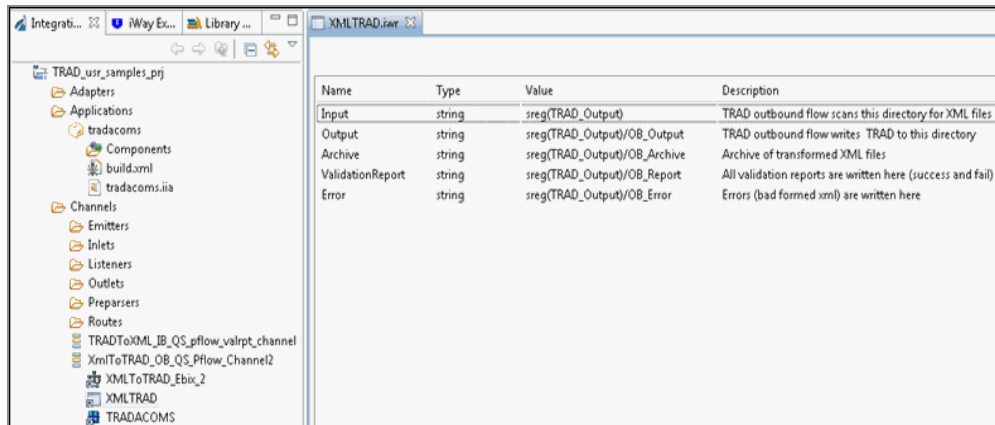 Integrati...
iWay Ex...
Library ...
TRAD_usr_samples_prj
Adapters
Applications
tradacoms
Components
build.xml
tradacoms.iia
Channels
Emitters
Inlets
Listeners
Outlets
Preparsers
Routes
TRADToXML_IB_QS_pflow_valrpt_channel
XmlToTRAD_OB_QS_Pflow_Channel2
XMLToTRAD_Ebix_2
XMLTRAD
TRADACOMS
XMLTRAD.iwr
Name Type Value Description
Input string sreg(TRAD_Output) TRAD outbound flow scans this directory for XML files
Output string sreg(TRAD_Output)/OB_Output TRAD outbound flow writes TRAD to this directory
Archive string sreg(TRAD_Output)/OB_Archive Archive of transformed XML files
ValidationReport string sreg(TRAD_Output)/OB_Report All validation reports are written here (success and fail)
Error string sreg(TRAD_Output)/OB_Error Errors (bad formed xml) are written here